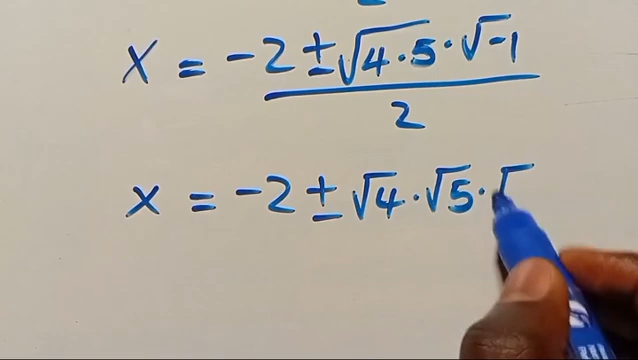 x = -2 ± √4·5 · √-1
2
x = -2 ± √4 · √5 · √